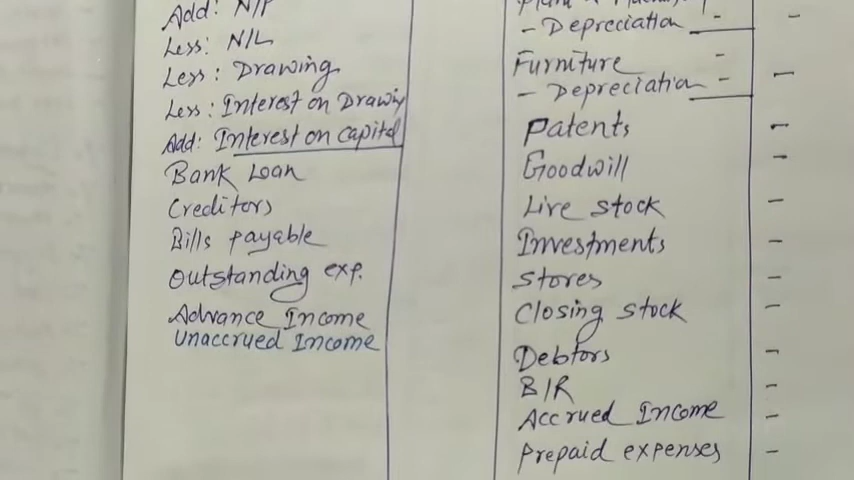 Add: N/P
Less: N/L
Less: Drawing
Less: Interest on Drawing
Add: Interest on capital
Bank Loan
Creditors
Bills payable
Outstanding exp.
Advance Income
Unaccrued Income
- Depreciation
Furniture
- Depreciation
Patents
Goodwill
Live stock
Investments
Stores
Closing stock
Debtors
B/R
Accrued Income
Prepaid expenses